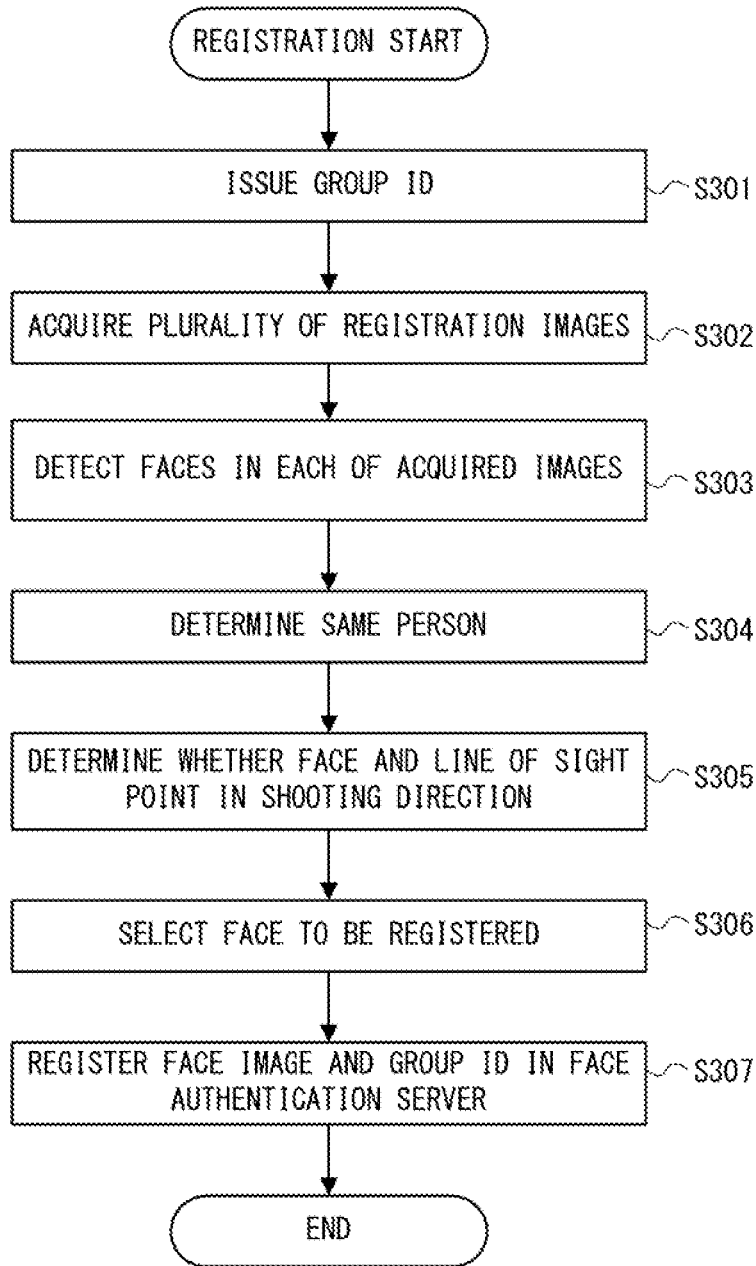 REGISTRATION START
ISSUE GROUP ID
S301
ACQUIRE PLURALITY OF REGISTRATION IMAGES
S302
DETECT FACES IN EACH OF ACQUIRED IMAGES
S303
DETERMINE SAME PERSON
S304
DETERMINE WHETHER FACE AND LINE OF SIGHT
POINT IN SHOOTING DIRECTION
S305
SELECT FACE TO BE REGISTERED
S306
REGISTER FACE IMAGE AND GROUP ID IN FACE
AUTHENTICATION SERVER
S307
END